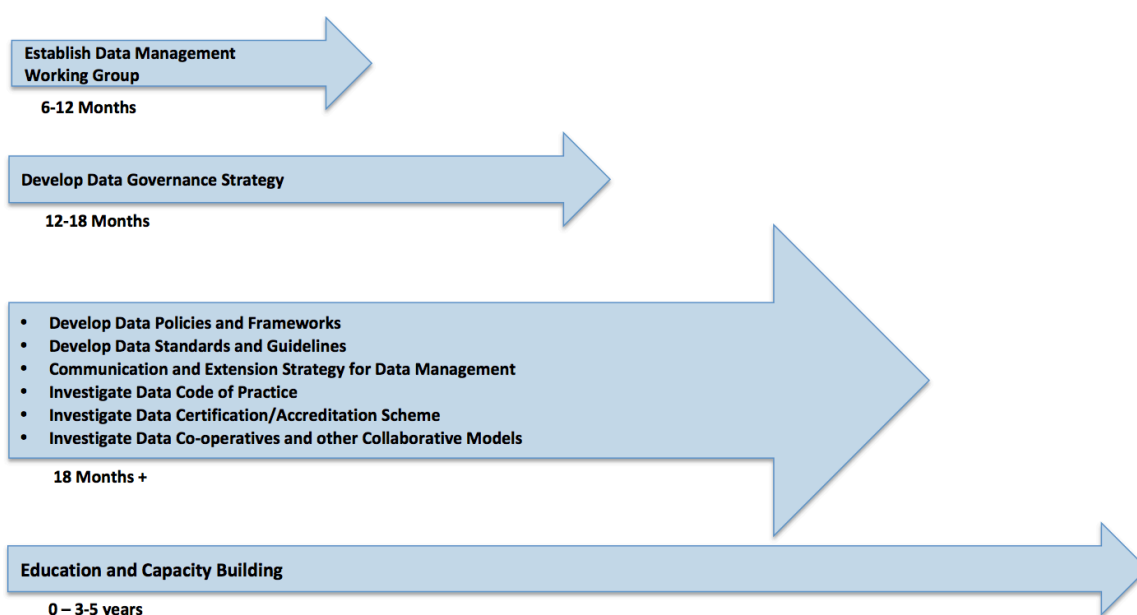 Establish Data Management
Working Group
6-12 Months
Develop Data Governance Strategy
12-18 Months
• Develop Data Policies and Frameworks
• Develop Data Standards and Guidelines
• Communication and Extension Strategy for Data Management
• Investigate Data Code of Practice
• Investigate Data Certification/Accreditation Scheme
• Investigate Data Co-operatives and other Collaborative Models
18 Months +
Education and Capacity Building
0 – 3-5 years